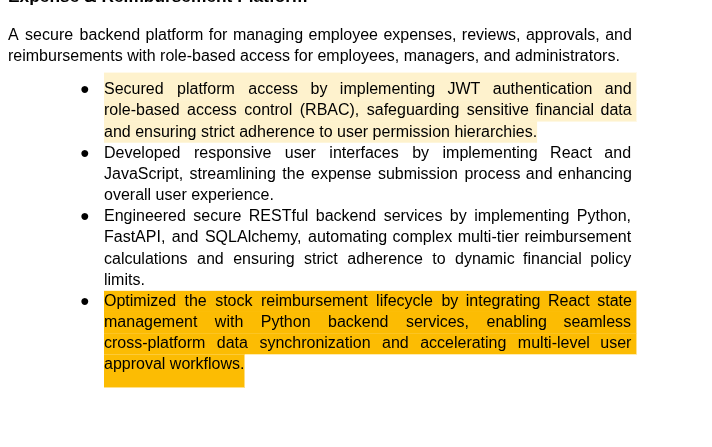 Expense & Reimbursement Platform
A secure backend platform for managing employee expenses, reviews, approvals, and
reimbursements with role-based access for employees, managers, and administrators.
● Secured platform access by implementing JWT authentication and
role-based access control (RBAC), safeguarding sensitive financial data
and ensuring strict adherence to user permission hierarchies.
● Developed responsive user interfaces by implementing React and
JavaScript, streamlining the expense submission process and enhancing
overall user experience.
● Engineered secure RESTful backend services by implementing Python,
FastAPI, and SQLAlchemy, automating complex multi-tier reimbursement
calculations and ensuring strict adherence to dynamic financial policy
limits.
● Optimized the stock reimbursement lifecycle by integrating React state
management with Python backend services, enabling seamless
cross-platform data synchronization and accelerating multi-level user
approval workflows.